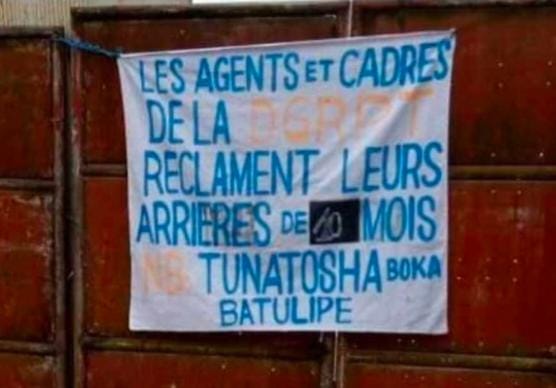 LES AGENTS ET CADRES
DE LA DGRPT
RECLAMENT LEURS
ARRIERES DE 10 MOIS
NB TUNATOSHA BOKA
BATULIPE